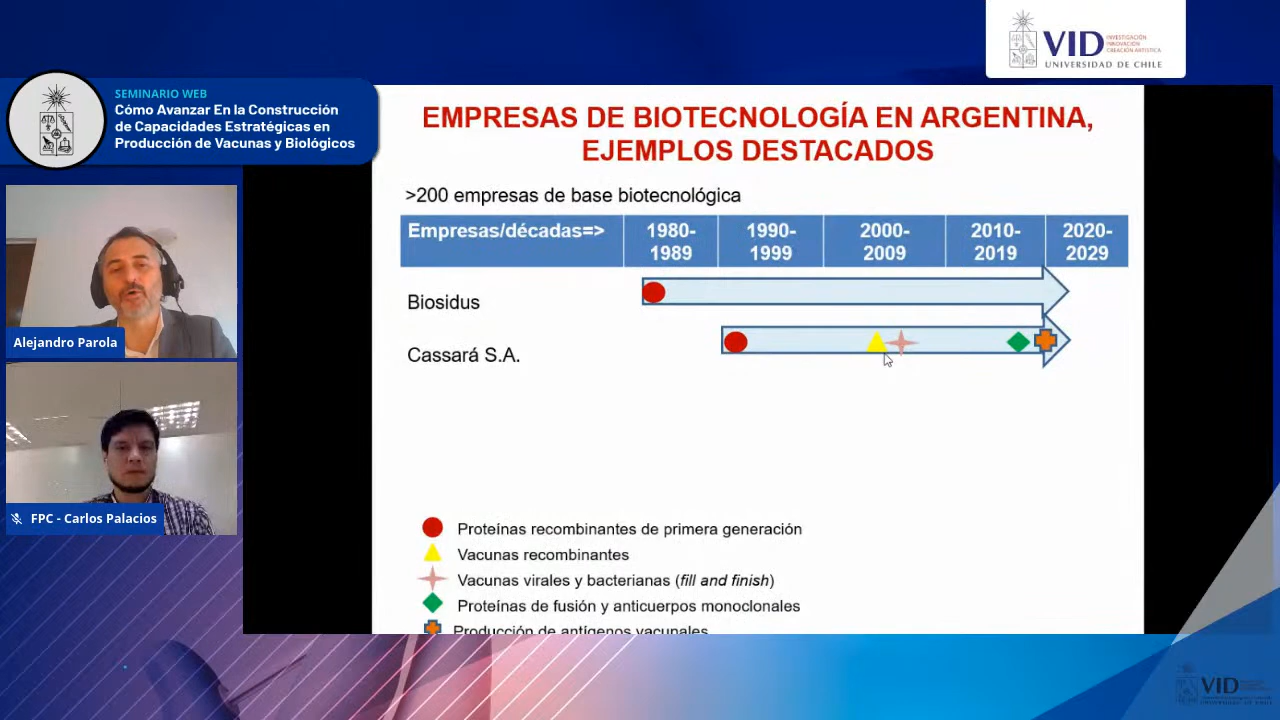 VID
INVESTIGACIÓN
INNOVACIÓN
CREACIÓN ARTÍSTICA
UNIVERSIDAD DE CHILE
SEMINARIO WEB
Cómo Avanzar En la Construcción
de Capacidades Estratégicas en
Producción de Vacunas y Biológicos
EMPRESAS DE BIOTECNOLOGÍA EN ARGENTINA,
EJEMPLOS DESTACADOS
>200 empresas de base biotecnológica
Empresas/décadas=> 1980-1989 1990-1999 2000-2009 2010-2019 2020-2029
Biosidus
Cassará S.A.
Alejandro Parola
FPC - Carlos Palacios
Proteínas recombinantes de primera generación
Vacunas recombinantes
Vacunas virales y bacterianas (fill and finish)
Proteínas de fusión y anticuerpos monoclonales
Producción de antígenos vacunales
VID
UNIVERSIDAD DE CHILE